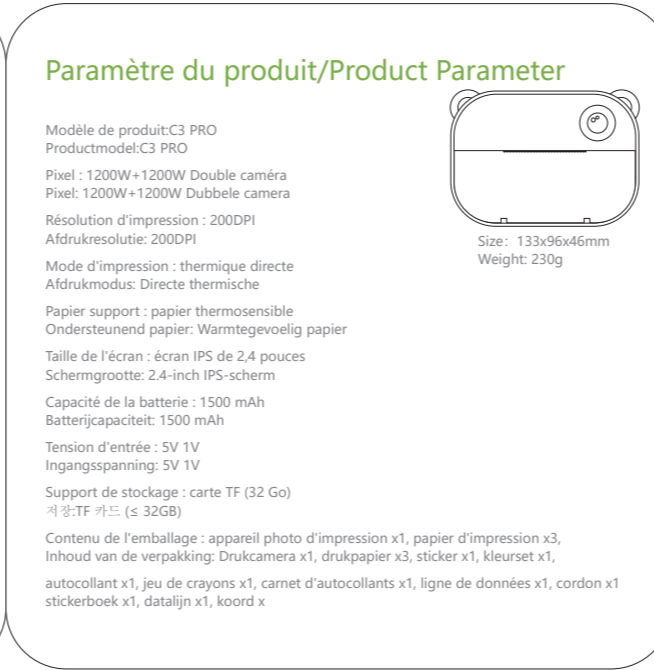 Paramètre du produit/Product Parameter
Modèle de produit:C3 PRO
Productmodel:C3 PRO
Pixel : 1200W+1200W Double caméra
Pixel: 1200W+1200W Dubbele camera
Résolution d'impression : 200DPI
Afdrukresolutie: 200DPI
Mode d'impression : thermique directe
Afdrukmodus: Directe thermische
Papier support : papier thermosensible
Ondersteunend papier: Warmtegevoelig papier
Taille de l'écran : écran IPS de 2,4 pouces
Schermgrootte: 2.4-inch IPS-scherm
Capacité de la batterie : 1500 mAh
Batterijcapaciteit: 1500 mAh
Tension d'entrée : 5V 1V
Ingangsspanning: 5V 1V
Support de stockage : carte TF (32 Go)
저장:TF 카드 (≤ 32GB)
Contenu de l'emballage : appareil photo d'impression x1, papier d'impression x3,
Inhoud van de verpakking: Drukcamera x1, drukpapier x3, sticker x1, kleurset x1,
autocollant x1, jeu de crayons x1, carnet d'autocollants x1, ligne de données x1, cordon x1
stickerboek x1, datalijn x1, koord x
Size: 133x96x46mm
Weight: 230g